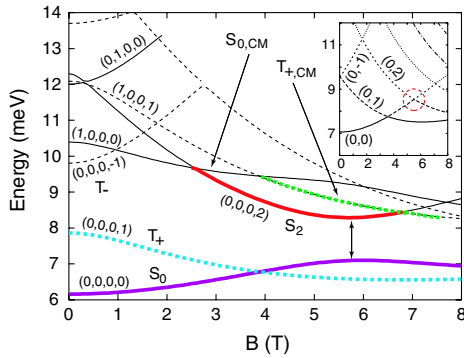 14
13
12
11
10
9
8
7
6
Energy (meV)
0 1 2 3 4 5 6 7 8
B (T)
(0,1,0,0)
(1,0,0,1)
(1,0,0,0)
(0,0,0,-1)
T-
S0,CM
T+,CM
(0,0,0,2)
S2
(0,0,0,1)
T+
(0,0,0,0)
S0
12
11
10
9
8
7
0 2 4 6 8
(0,-1)
(0,2)
(0,1)
(0,0)